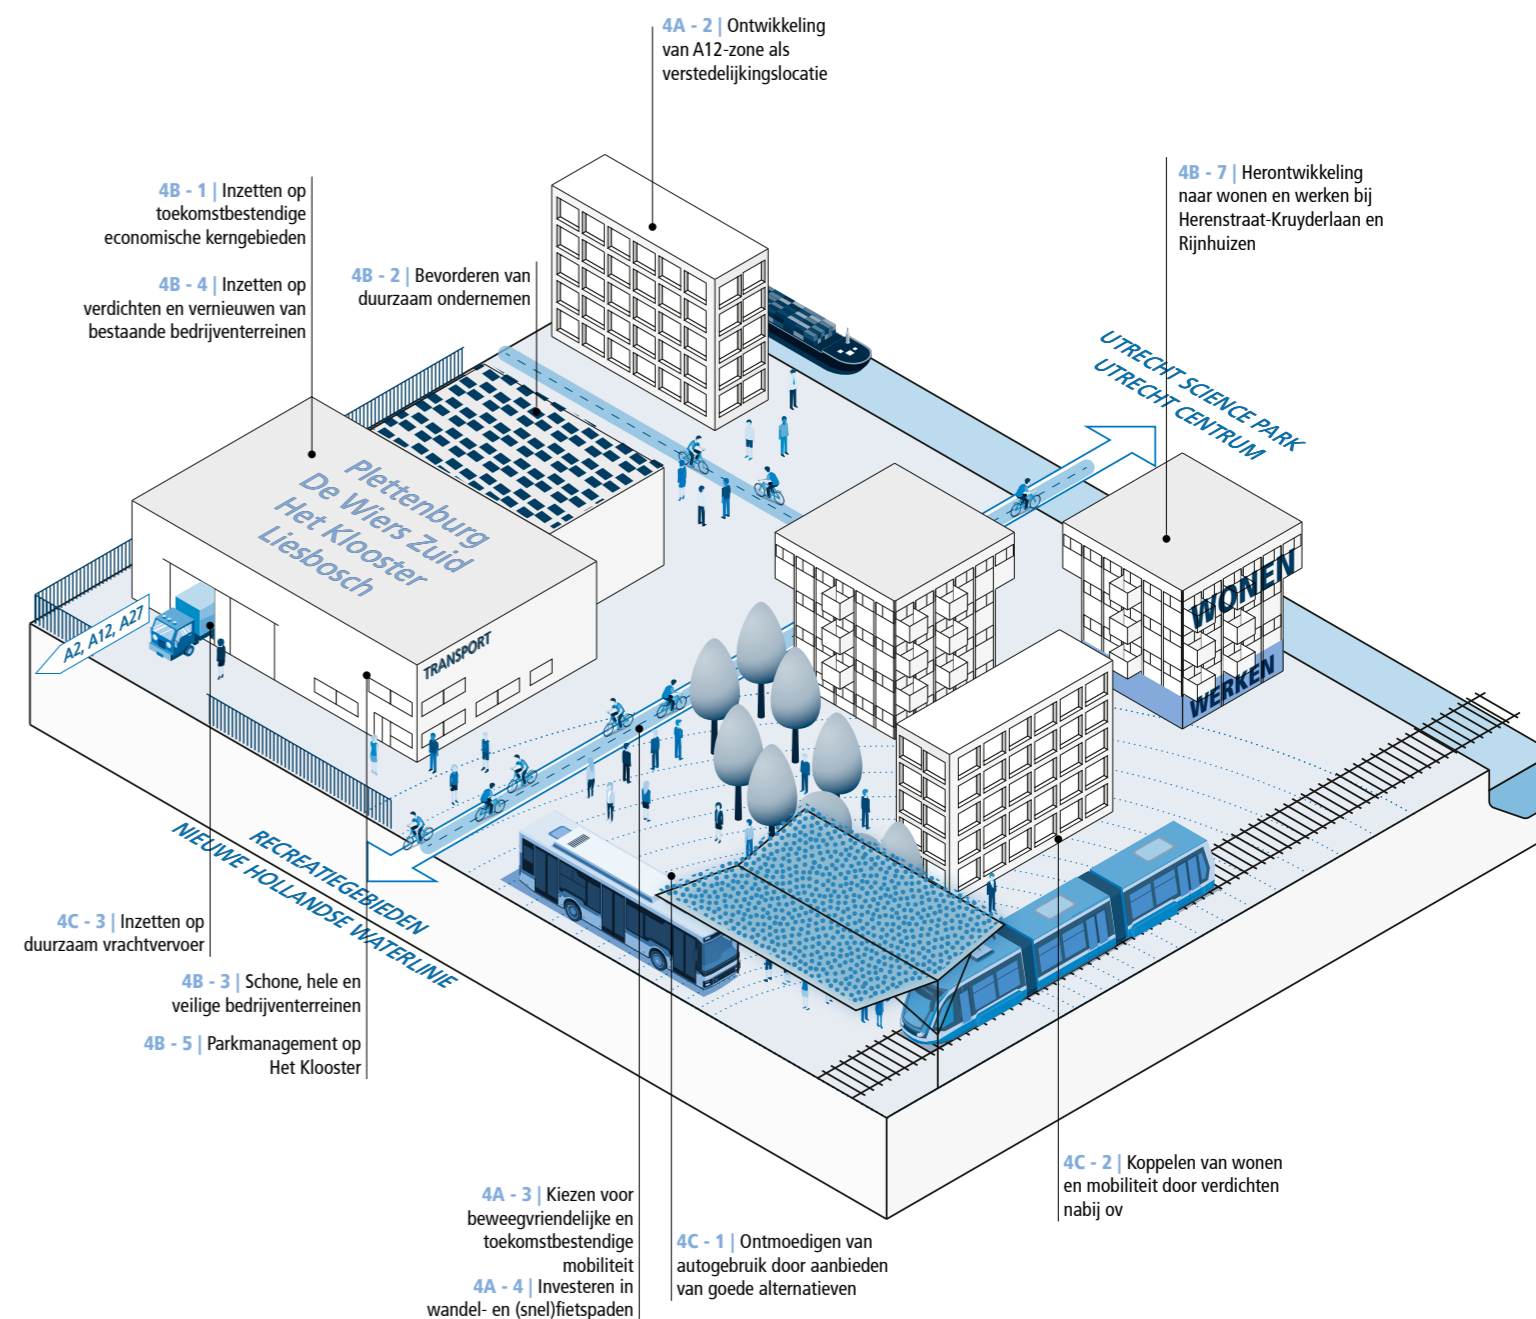 4A - 2 | Ontwikkeling
van A12-zone als
verstedelijkingslocatie
4B - 7 | Herontwikkeling
naar wonen en werken bij
Herenstraat-Kruyderlaan en
Rijnhuizen
4B - 1 | Inzetten op
toekomstbestendige
economische kerngebieden
4B - 4 | Inzetten op
verdichten en vernieuwen van
bestaande bedrijventerreinen
4B - 2 | Bevorderen van
duurzaam ondernemen
UTRECHT SCIENCE PARK
UTRECHT CENTRUM
Plettenburg
De Wiers Zuid
Het Klooster
Liesbosch
WONEN
WERKEN
A2, A12, A27
TRANSPORT
RECREATIEGEBIEDEN
NIEUWE HOLLANDSE WATERLINIE
4C - 3 | Inzetten op
duurzaam vrachtvervoer
4B - 3 | Schone, hele en
veilige bedrijventerreinen
4B - 5 | Parkmanagement op
Het Klooster
4A - 3 | Kiezen voor
beweegvriendelijke en
toekomstbestendige
mobiliteit
4A - 4 | Investeren in
wandel- en (snel)fietspaden
4C - 1 | Ontmoedigen van
autogebruik door aanbieden
van goede alternatieven
4C - 2 | Koppelen van wonen
en mobiliteit door verdichten
nabij ov